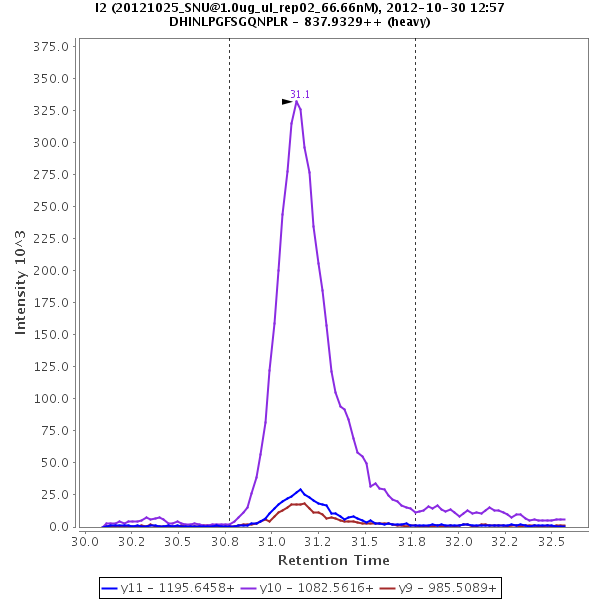 I2 (20121025_SNU@1.0ug_ul_rep02_66.66nM), 2012-10-30 12:57
DHINLPGFSGQNPLR - 837.9329++ (heavy)
375.0
350.0
325.0
300.0
275.0
250.0
225.0
200.0
175.0
150.0
125.0
100.0
75.0
50.0
25.0
0.0
Intensity 10^3
31.1
30.0 30.2 30.5 30.8 31.0 31.2 31.5 31.8 32.0 32.2 32.5
Retention Time
y11 - 1195.6458+ y10 - 1082.5616+ y9 - 985.5089+